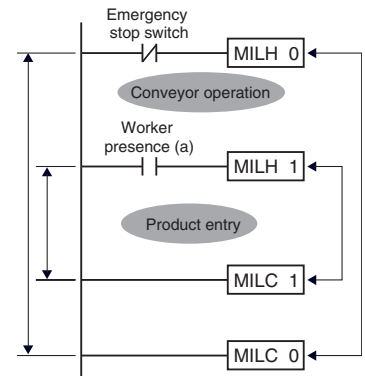 Emergency
stop switch
MILH 0
Conveyor operation
Worker
presence (a)
MILH 1
Product entry
MILC 1
MILC 0